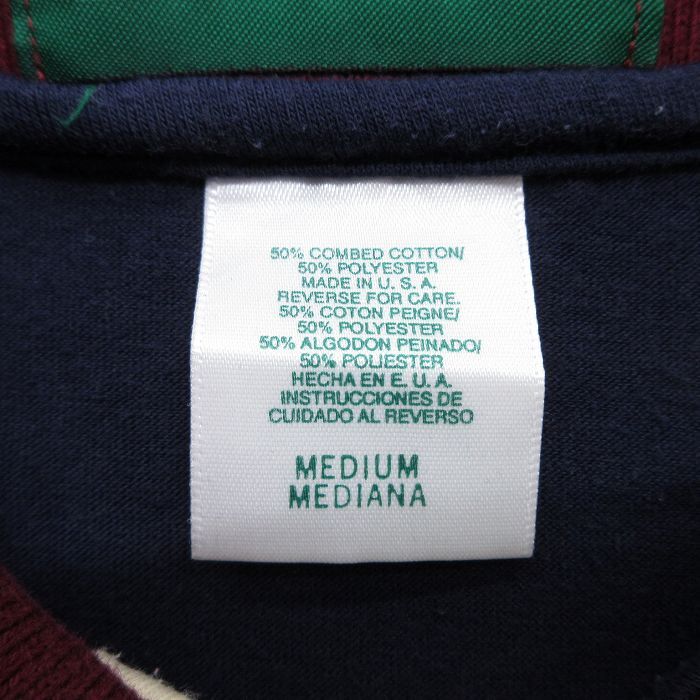 50% COMBED COTTON/
50% POLYESTER
MADE IN U. S. A.
REVERSE FOR CARE.
50% COTON PEIGNE/
50% POLYESTER
50% ALGODON PEINADO/
50% POLIESTER
HECHA EN E. U. A.
INSTRUCCIONES DE
CUIDADO AL REVERSO
MEDIUM
MEDIANA